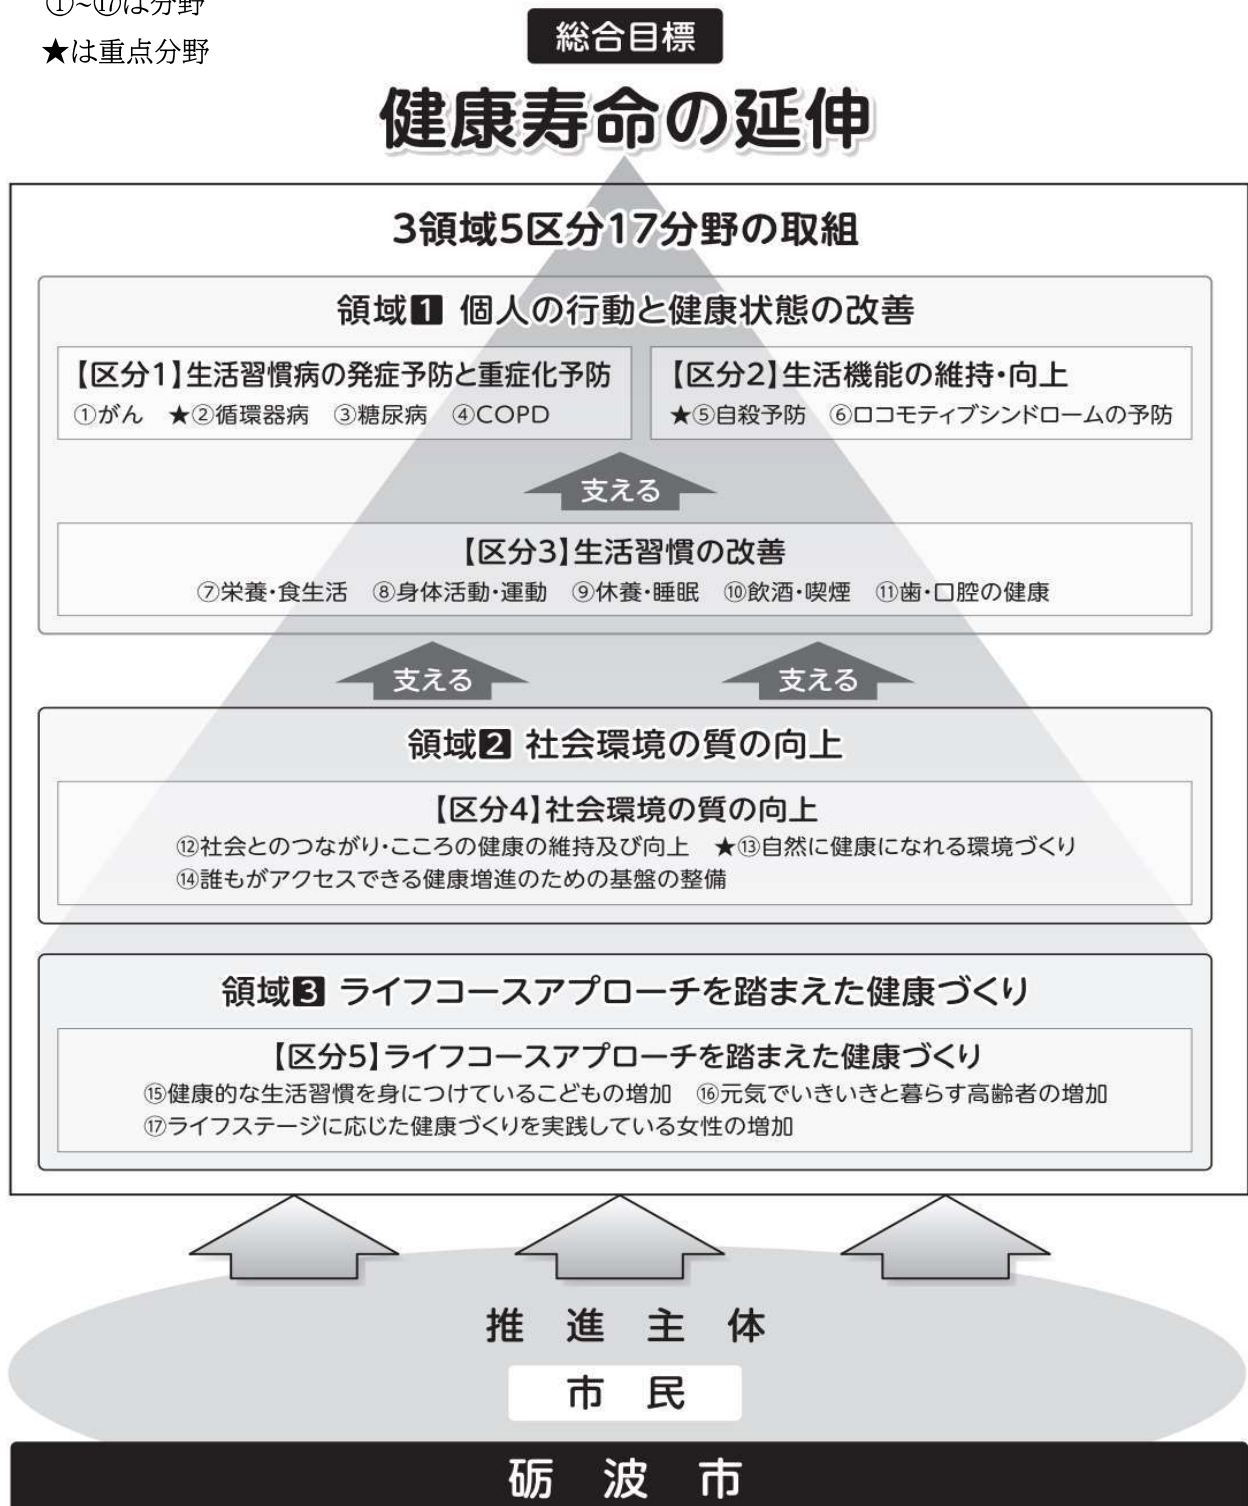 ①~⑰は分野
★は重点分野
総合目標
健康寿命の延伸
3領域5区分17分野の取組
領域1 個人の行動と健康状態の改善
【区分1】生活習慣病の発症予防と重症化予防
①がん ★②循環器病 ③糖尿病 ④COPD
【区分2】生活機能の維持・向上
★⑤自殺予防 ⑥ロコモティブシンドロームの予防
支える
【区分3】生活習慣の改善
⑦栄養・食生活 ⑧身体活動・運動 ⑨休養・睡眠 ⑩飲酒・喫煙 ⑪歯・口腔の健康
支える 支える
領域2 社会環境の質の向上
【区分4】社会環境の質の向上
⑫社会とのつながり・こころの健康の維持及び向上 ★⑬自然に健康になれる環境づくり
⑭誰もがアクセスできる健康増進のための基盤の整備
領域3 ライフコースアプローチを踏まえた健康づくり
【区分5】ライフコースアプローチを踏まえた健康づくり
⑮健康的な生活習慣を身につけているこどもの増加 ⑯元気でいきいきと暮らす高齢者の増加
⑰ライフステージに応じた健康づくりを実践している女性の増加
推進主体
市民
砺波市